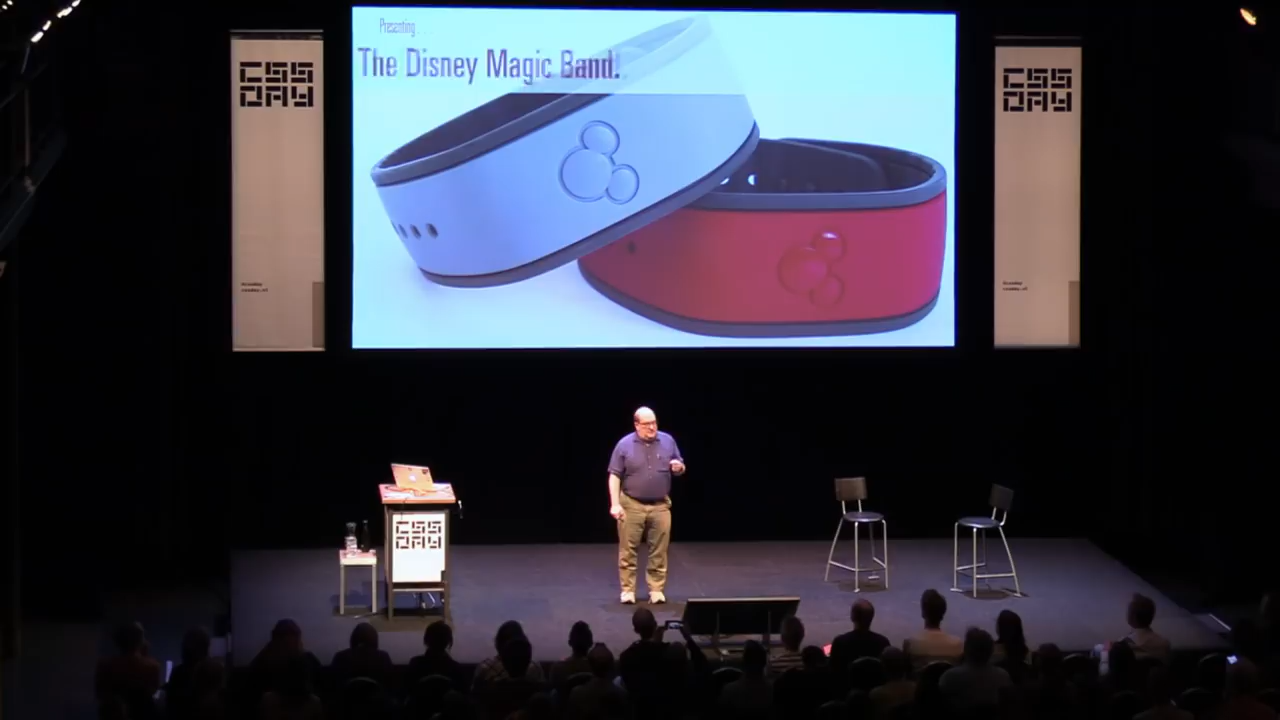 Presenting . . .
The Disney Magic Band.
CSS
DAY
CSS
DAY
CSS
DAY